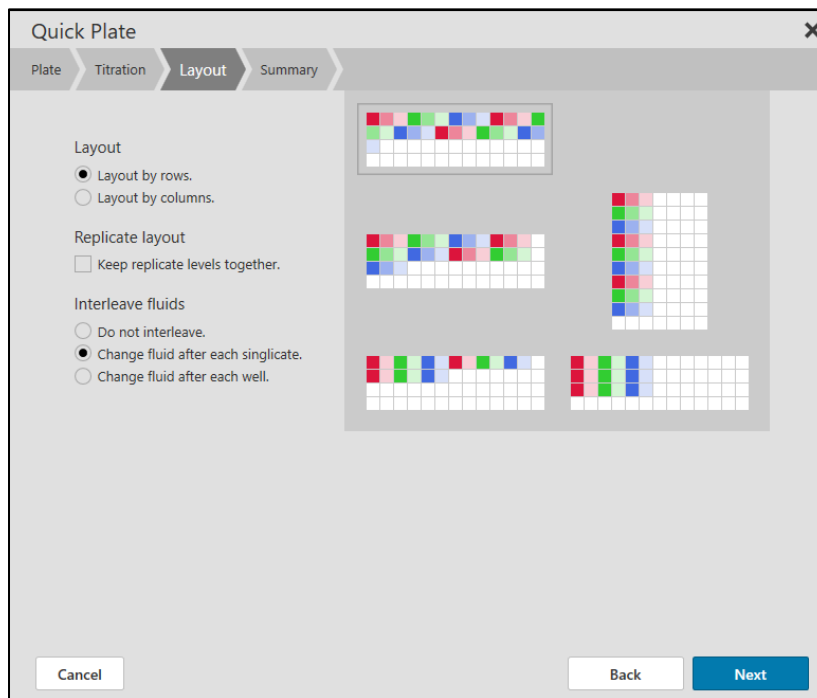 Quick Plate
Plate
Titration
Layout
Summary
Layout
Layout by rows.
Layout by columns.
Replicate layout
Keep replicate levels together.
Interleave fluids
Do not interleave.
Change fluid after each singlicate.
Change fluid after each well.
Cancel
Back
Next